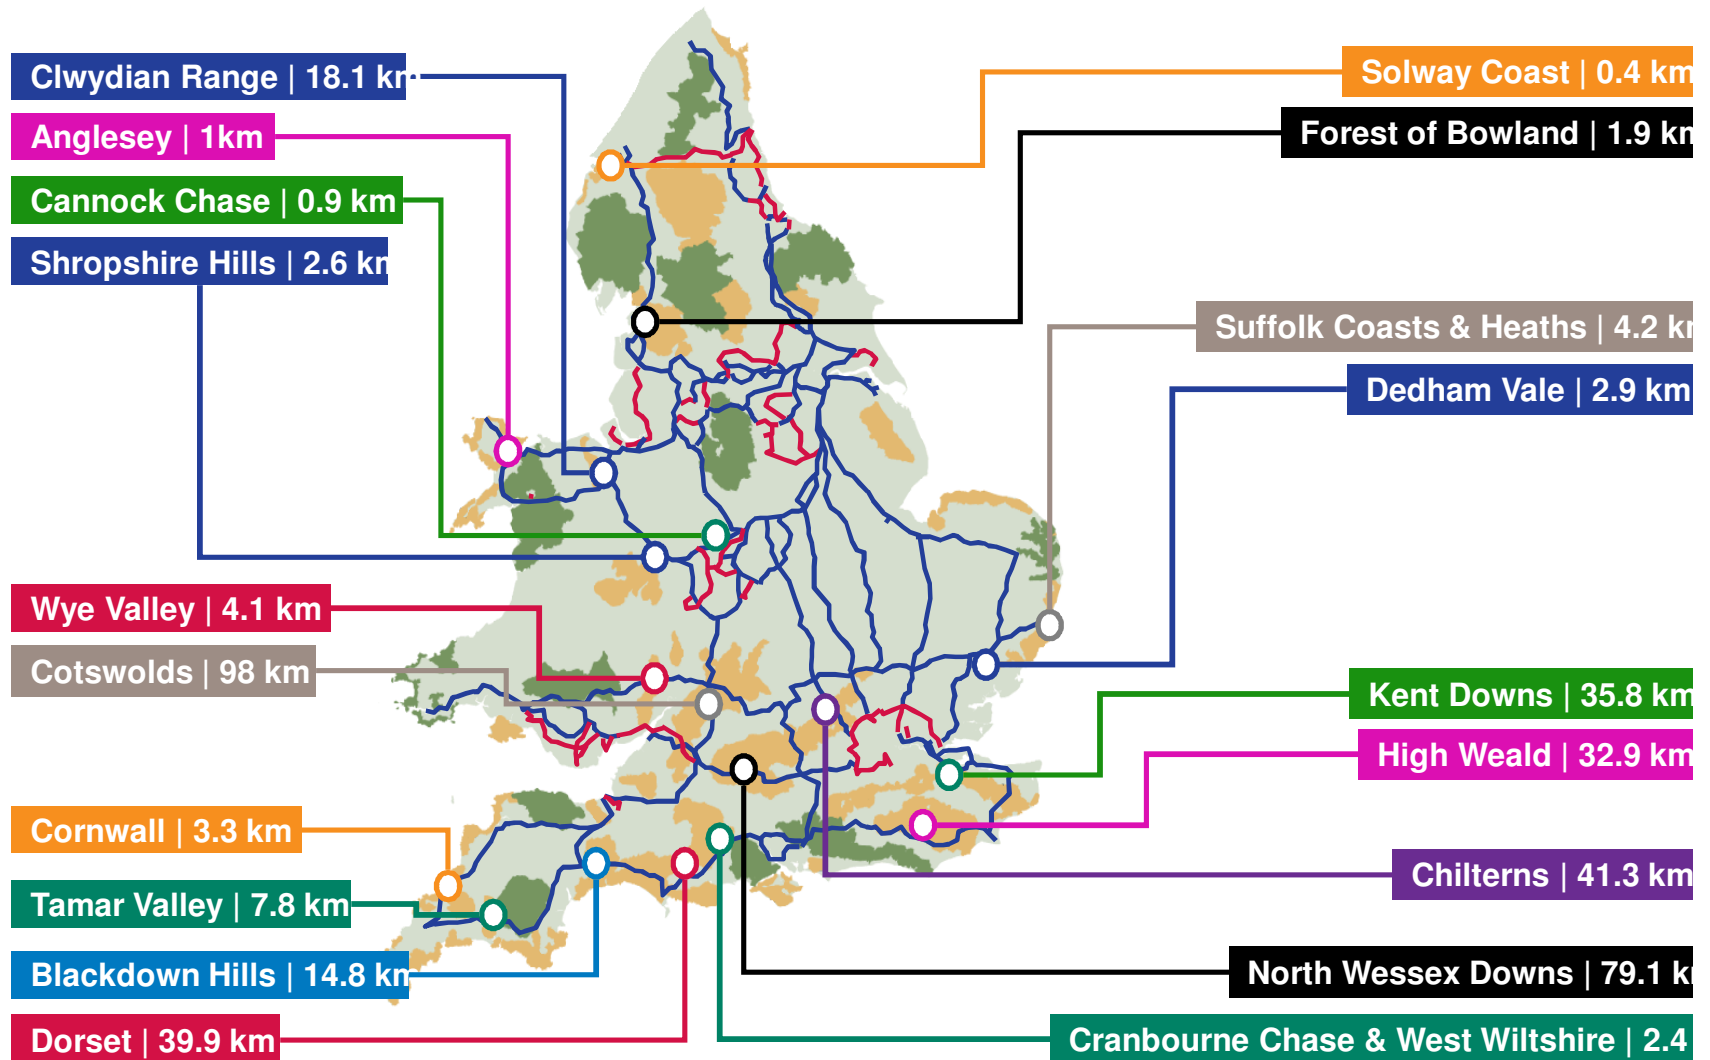 Clwydian Range | 18.1 km
Anglesey | 1km
Cannock Chase | 0.9 km
Shropshire Hills | 2.6 km
Wye Valley | 4.1 km
Cotswolds | 98 km
Cornwall | 3.3 km
Tamar Valley | 7.8 km
Blackdown Hills | 14.8 km
Dorset | 39.9 km
Solway Coast | 0.4 km
Forest of Bowland | 1.9 km
Suffolk Coasts & Heaths | 4.2 km
Dedham Vale | 2.9 km
Kent Downs | 35.8 km
High Weald | 32.9 km
Chilterns | 41.3 km
North Wessex Downs | 79.1 k
Cranbourne Chase & West Wiltshire | 2.4